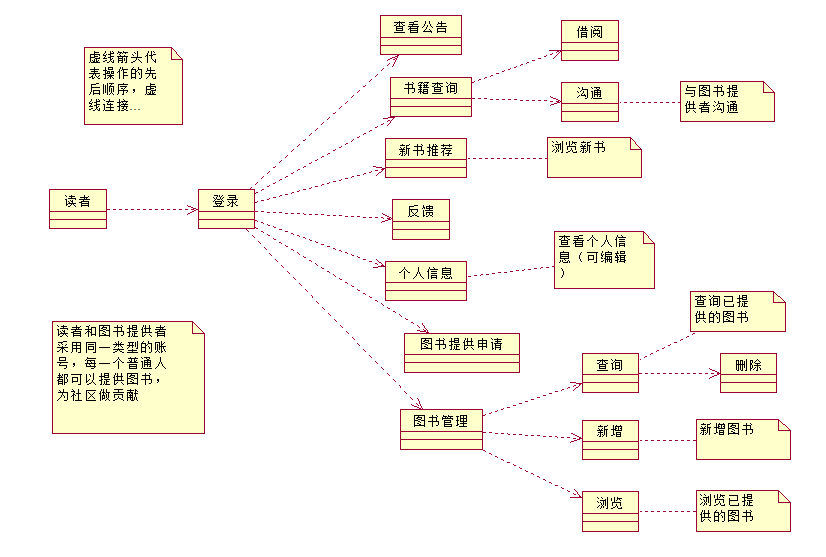 查看公告
借阅
虚线箭头代
表操作的先
后顺序，虚
线连接...
书籍查询
沟通
与图书提
供者沟通
新书推荐
浏览新书
读者
登录
反馈
个人信息
查看个人信
息（可编辑
）
读者和图书提供者
采用同一类型的账
号，每一个普通人
都可以提供图书，
为社区做贡献
图书提供申请
查询已提
供的图书
查询
删除
图书管理
新增
新增图书
浏览
浏览已提
供的图书